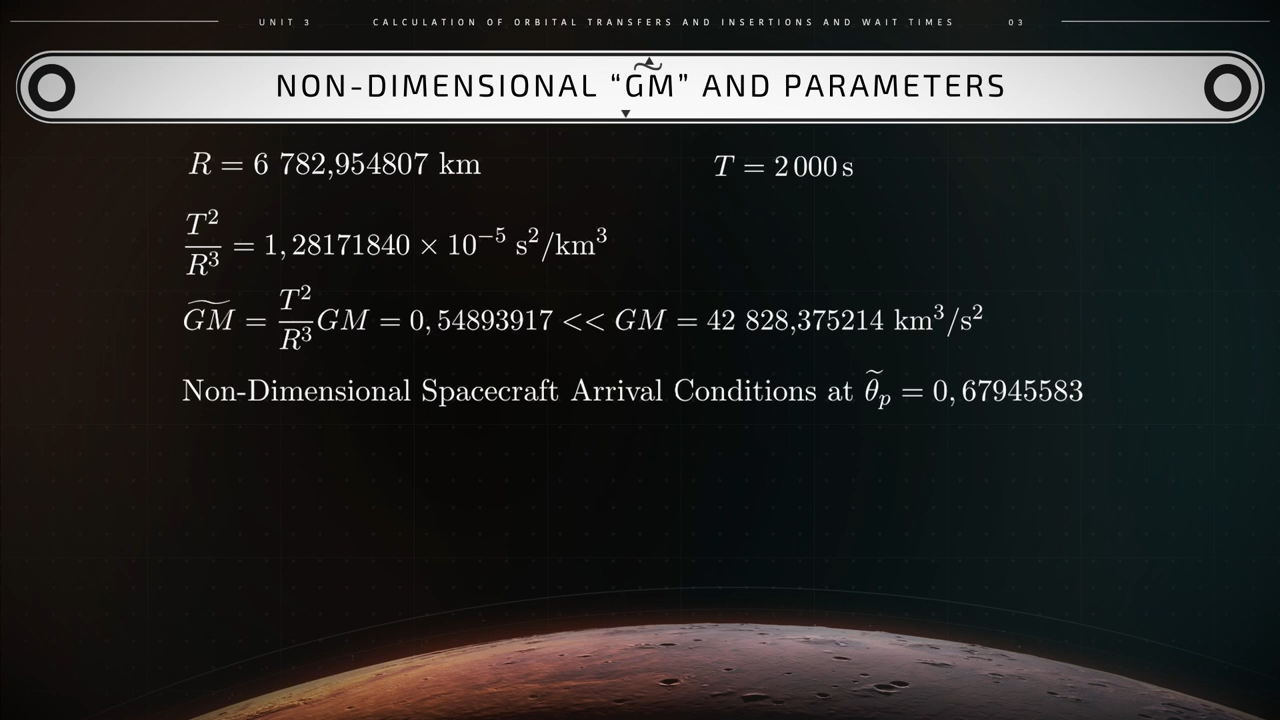 UNIT 3 CALCULATION OF ORBITAL TRANSFERS AND INSERTIONS AND WAIT TIMES 03
NON-DIMENSIONAL “G͠M” AND PARAMETERS
R = 6 782,954807 km T = 2 000 s
T²/R³ = 1, 28171840 × 10⁻⁵ s²/km³
G͠M = T²/R³ GM = 0, 54893917 << GM = 42 828,375214 km³/s²
Non-Dimensional Spacecraft Arrival Conditions at θ̃ₚ = 0, 67945583